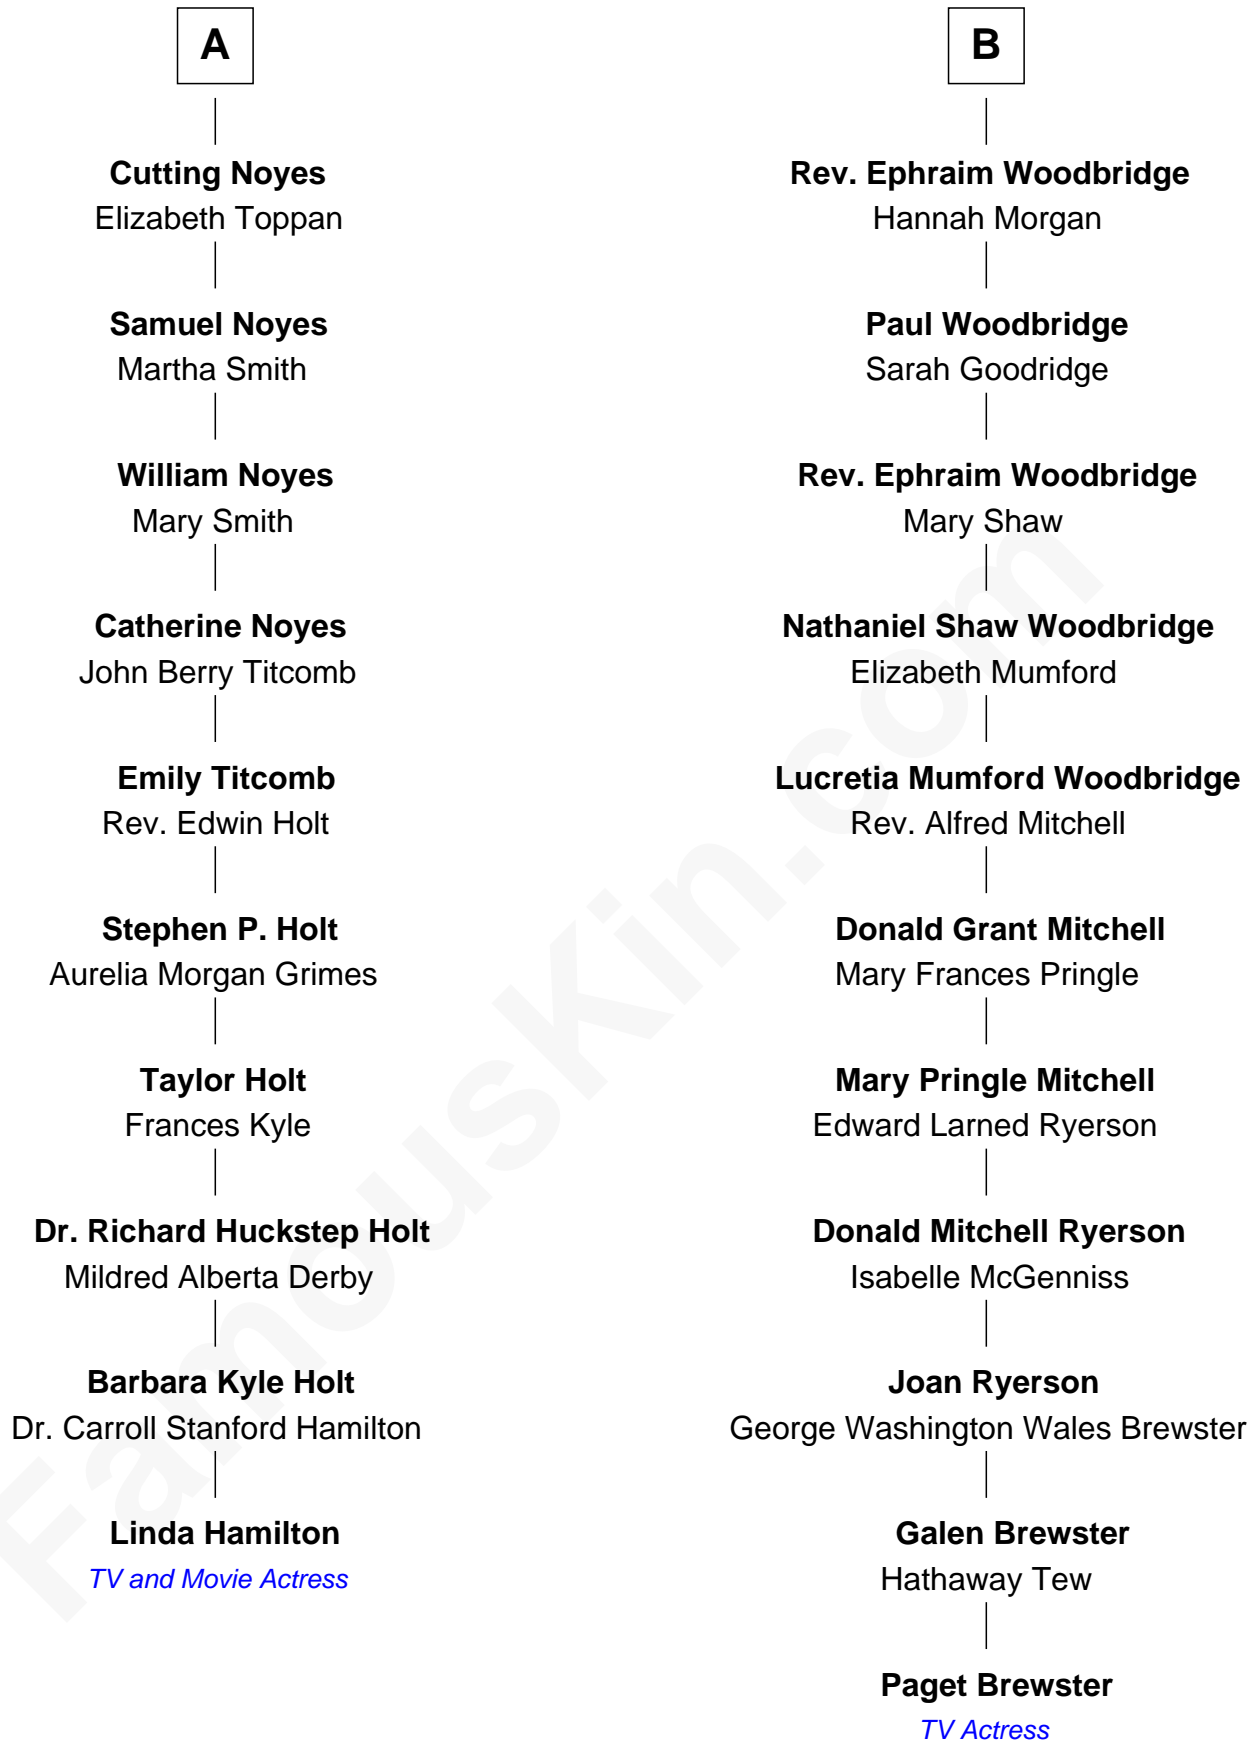 A
Cutting Noyes
Elizabeth Toppan
Samuel Noyes
Martha Smith
William Noyes
Mary Smith
Catherine Noyes
John Berry Titcomb
Emily Titcomb
Rev. Edwin Holt
Stephen P. Holt
Aurelia Morgan Grimes
Taylor Holt
Frances Kyle
Dr. Richard Huckstep Holt
Mildred Alberta Derby
Barbara Kyle Holt
Dr. Carroll Stanford Hamilton
Linda Hamilton
TV and Movie Actress
B
Rev. Ephraim Woodbridge
Hannah Morgan
Paul Woodbridge
Sarah Goodridge
Rev. Ephraim Woodbridge
Mary Shaw
Nathaniel Shaw Woodbridge
Elizabeth Mumford
Lucretia Mumford Woodbridge
Rev. Alfred Mitchell
Donald Grant Mitchell
Mary Frances Pringle
Mary Pringle Mitchell
Edward Larned Ryerson
Donald Mitchell Ryerson
Isabelle McGenniss
Joan Ryerson
George Washington Wales Brewster
Galen Brewster
Hathaway Tew
Paget Brewster
TV Actress
FamousKin.com